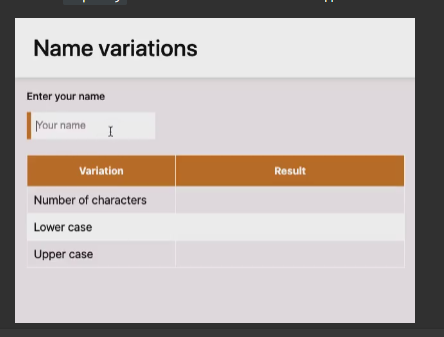 Name variations
Enter your name
Your name
Variation Result
Number of characters
Lower case
Upper case